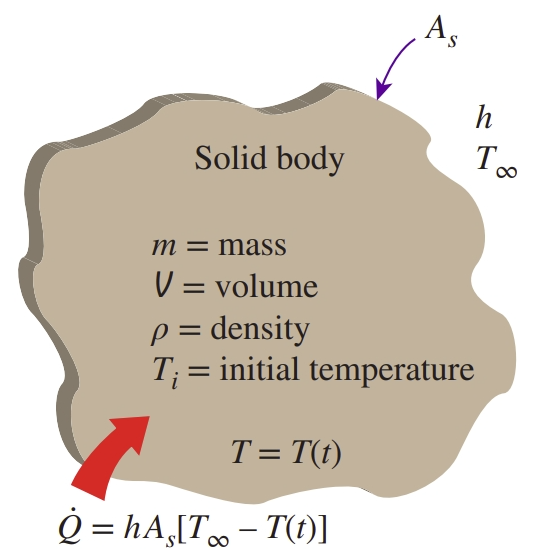 A_s
h
T_∞
Solid body
m = mass
V = volume
ρ = density
T_i = initial temperature
T = T(t)
Q̇ = hA_s[T_∞ – T(t)]